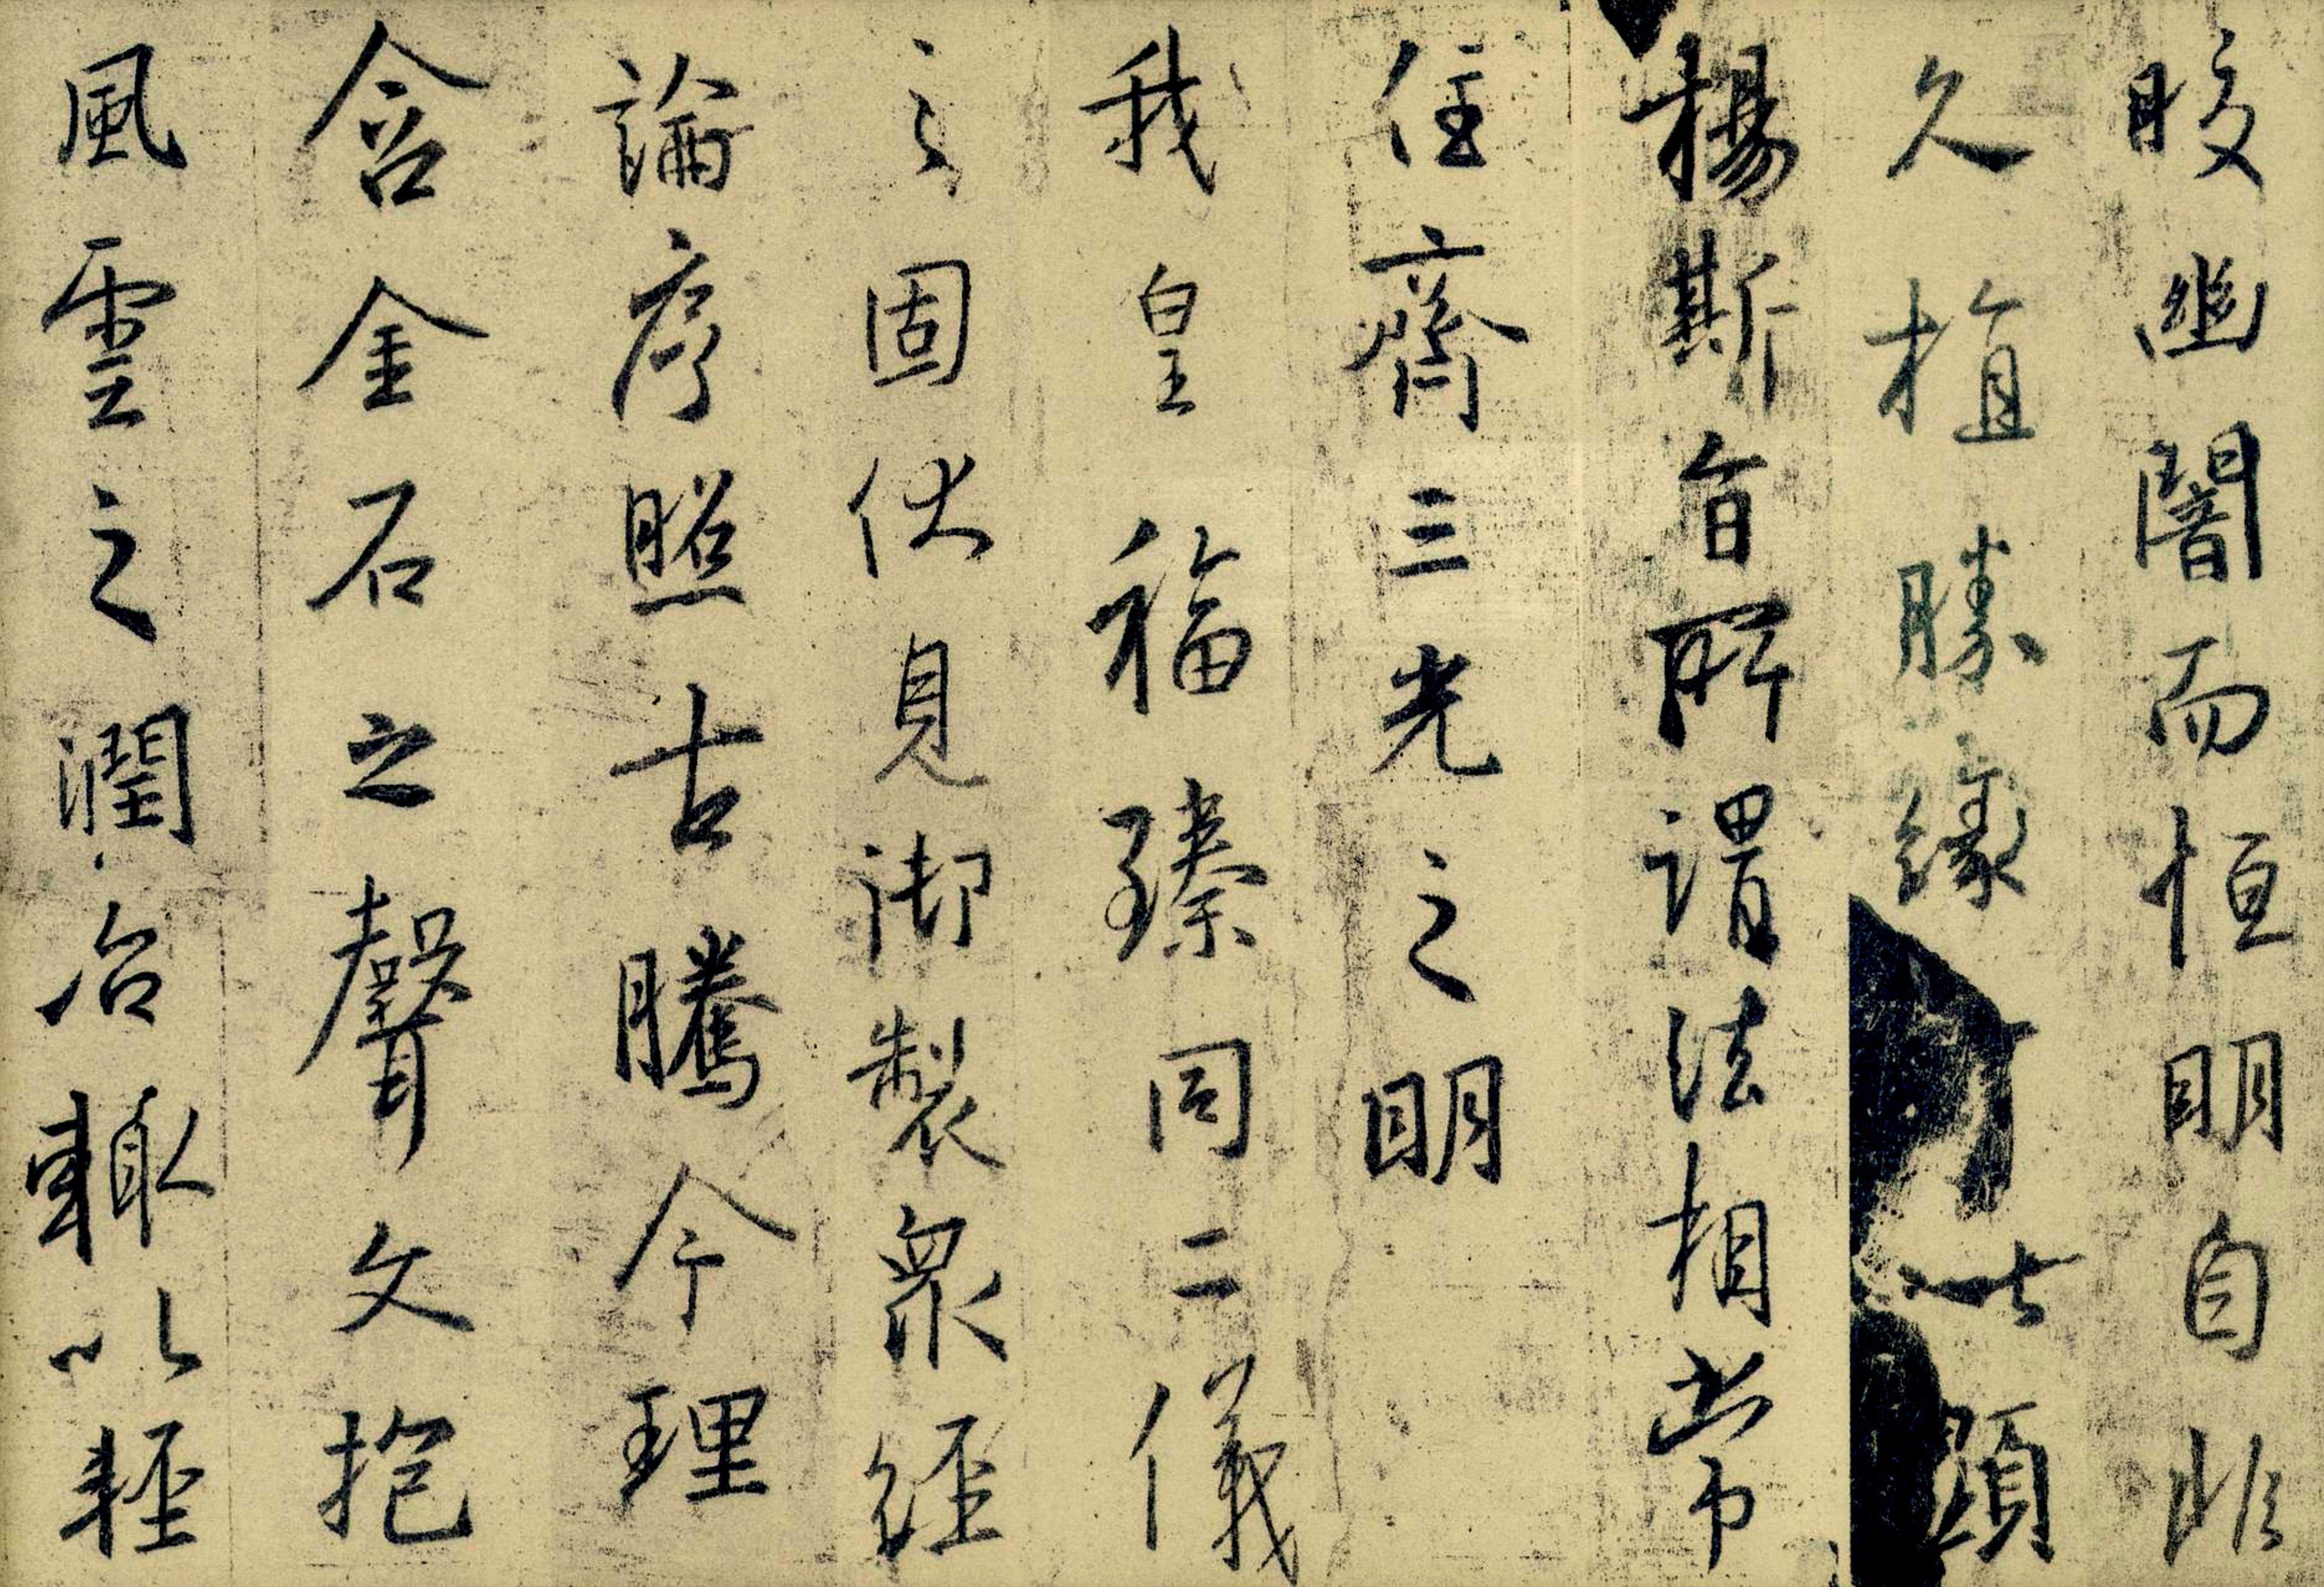 皎幽闇而恒明自非
久植勝緣何以顯
揚斯旨所謂法相常
住齊三光之明
我皇福臻同二儀
之固伏見御製衆經
論序照古騰今理
含金石之聲文抱
風雲之潤治輒以輕